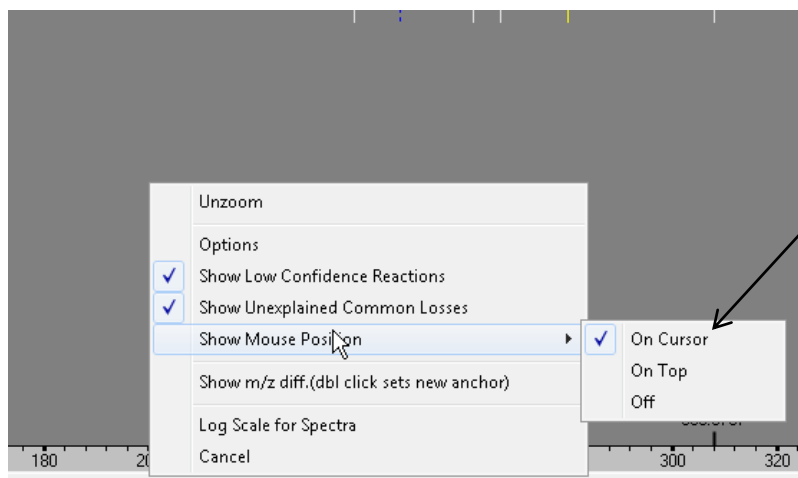 Unzoom
Options
Show Low Confidence Reactions
Show Unexplained Common Losses
Show Mouse Position
On Cursor
On Top
Off
Show m/z diff.(dbl click sets new anchor)
Log Scale for Spectra
Cancel
180
300
320